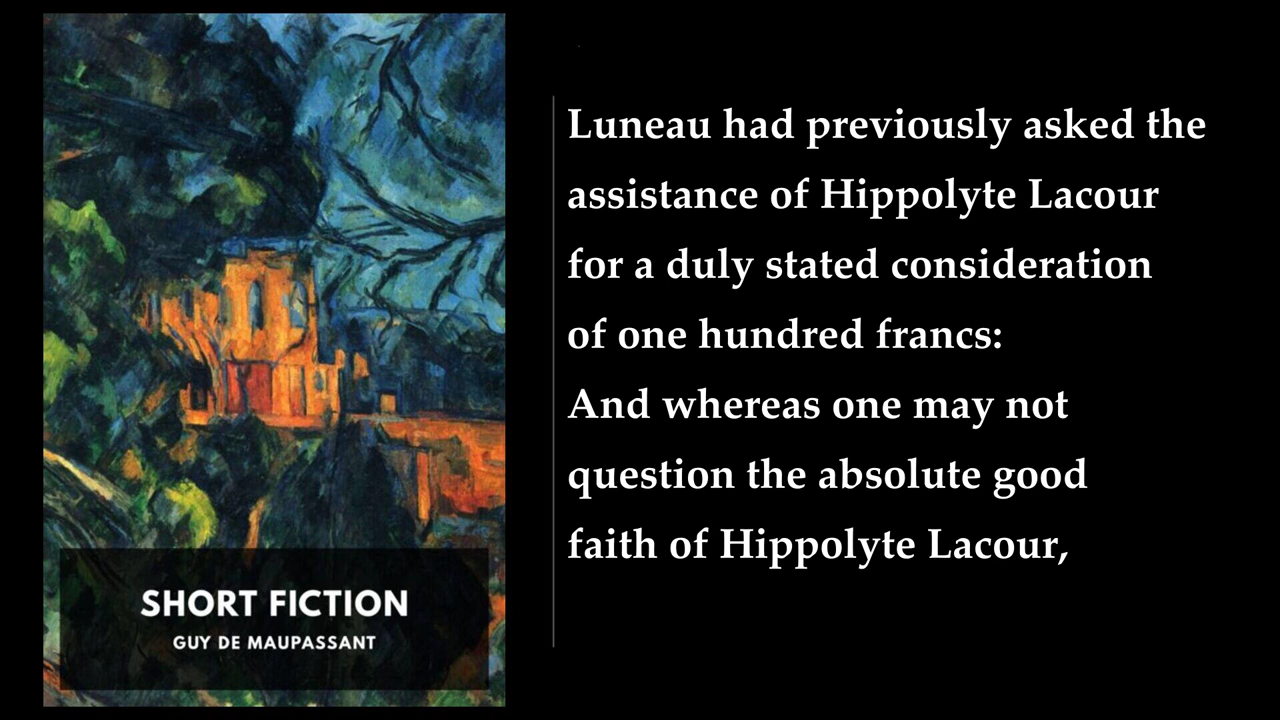 SHORT FICTION
GUY DE MAUPASSANT
Luneau had previously asked the
assistance of Hippolyte Lacour
for a duly stated consideration
of one hundred francs:
And whereas one may not
question the absolute good
faith of Hippolyte Lacour,